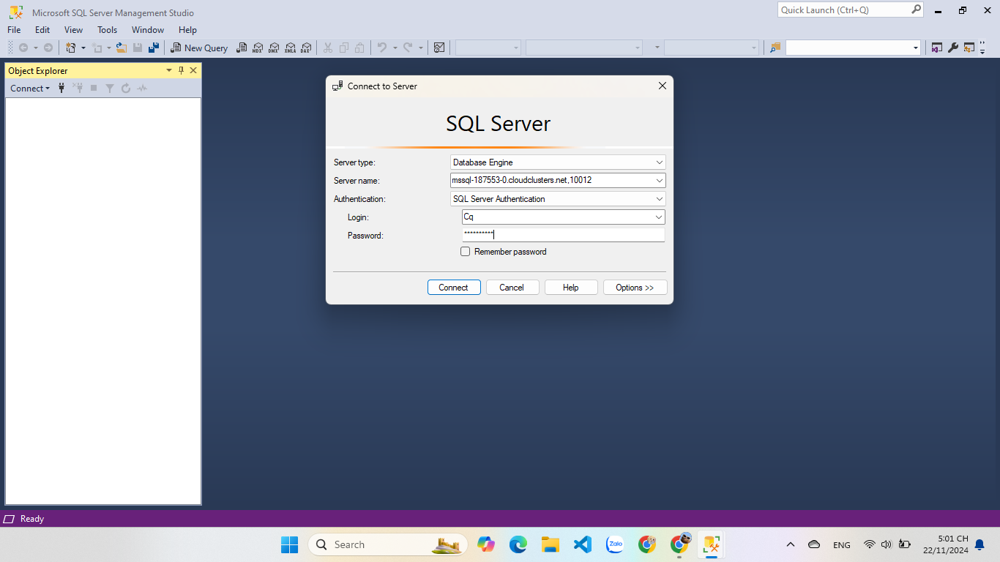 Microsoft SQL Server Management Studio
Quick Launch (Ctrl+Q)
File Edit View Tools Window Help
New Query
MDX DMX XMLA DAX
Object Explorer
Connect
Connect to Server
SQL Server
Server type: Database Engine
Server name: mssql-187553-0.cloudclusters.net,10012
Authentication: SQL Server Authentication
Login: Cq
Password: **********
Remember password
Connect Cancel Help Options >>
Ready
Search
Zalo
ENG
5:01 CH
22/11/2024